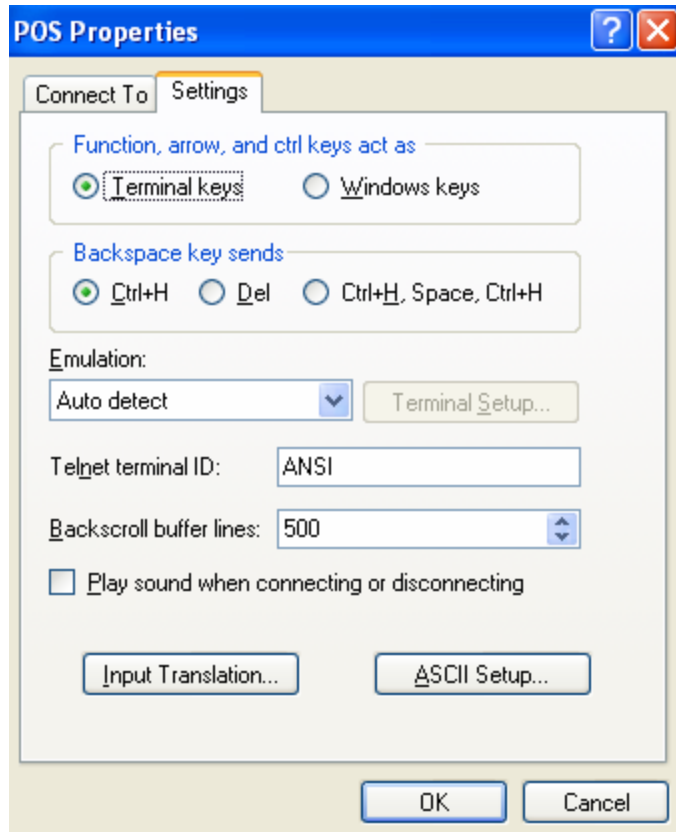 POS Properties
?
X
Connect To Settings
Function, arrow, and ctrl keys act as
Terminal keys Windows keys
Backspace key sends
Ctrl+H Del Ctrl+H, Space, Ctrl+H
Emulation:
Auto detect Terminal Setup...
Telnet terminal ID: ANSI
Backscroll buffer lines: 500
Play sound when connecting or disconnecting
Input Translation... ASCII Setup...
OK Cancel